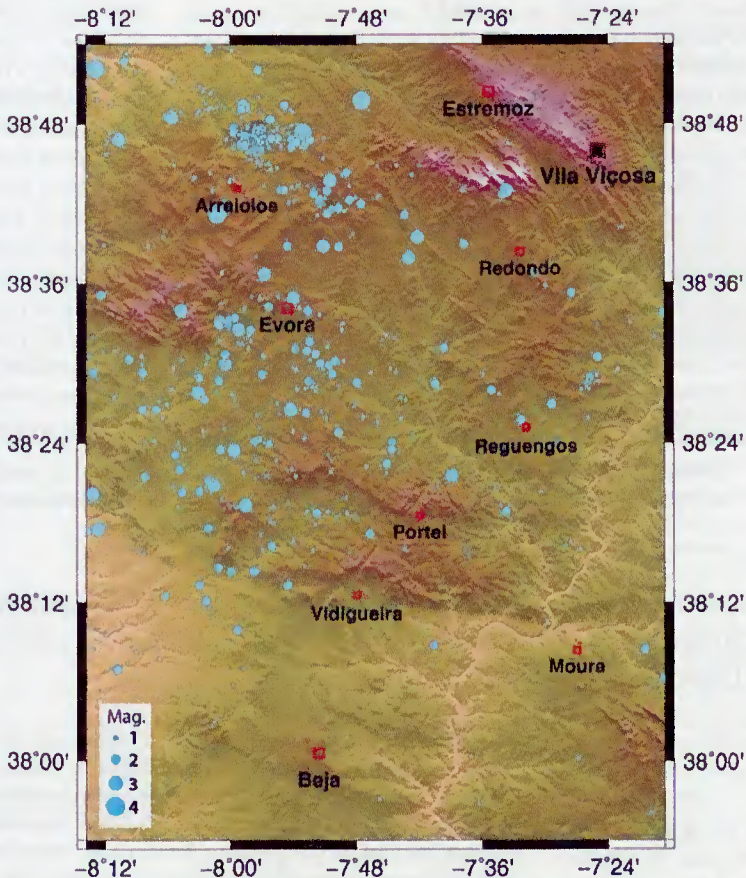 -8°12' -8°00' -7°48' -7°36' -7°24'
Estremoz
38°48' 38°48'
Vila Viçosa
Arraiolos
Redondo
38°36' 38°36'
Evora
38°24' 38°24'
Reguengos
Portel
38°12' 38°12'
Vidigueira
Moura
Mag.
1
2
3
4
38°00' 38°00'
Beja
-8°12' -8°00' -7°48' -7°36' -7°24'